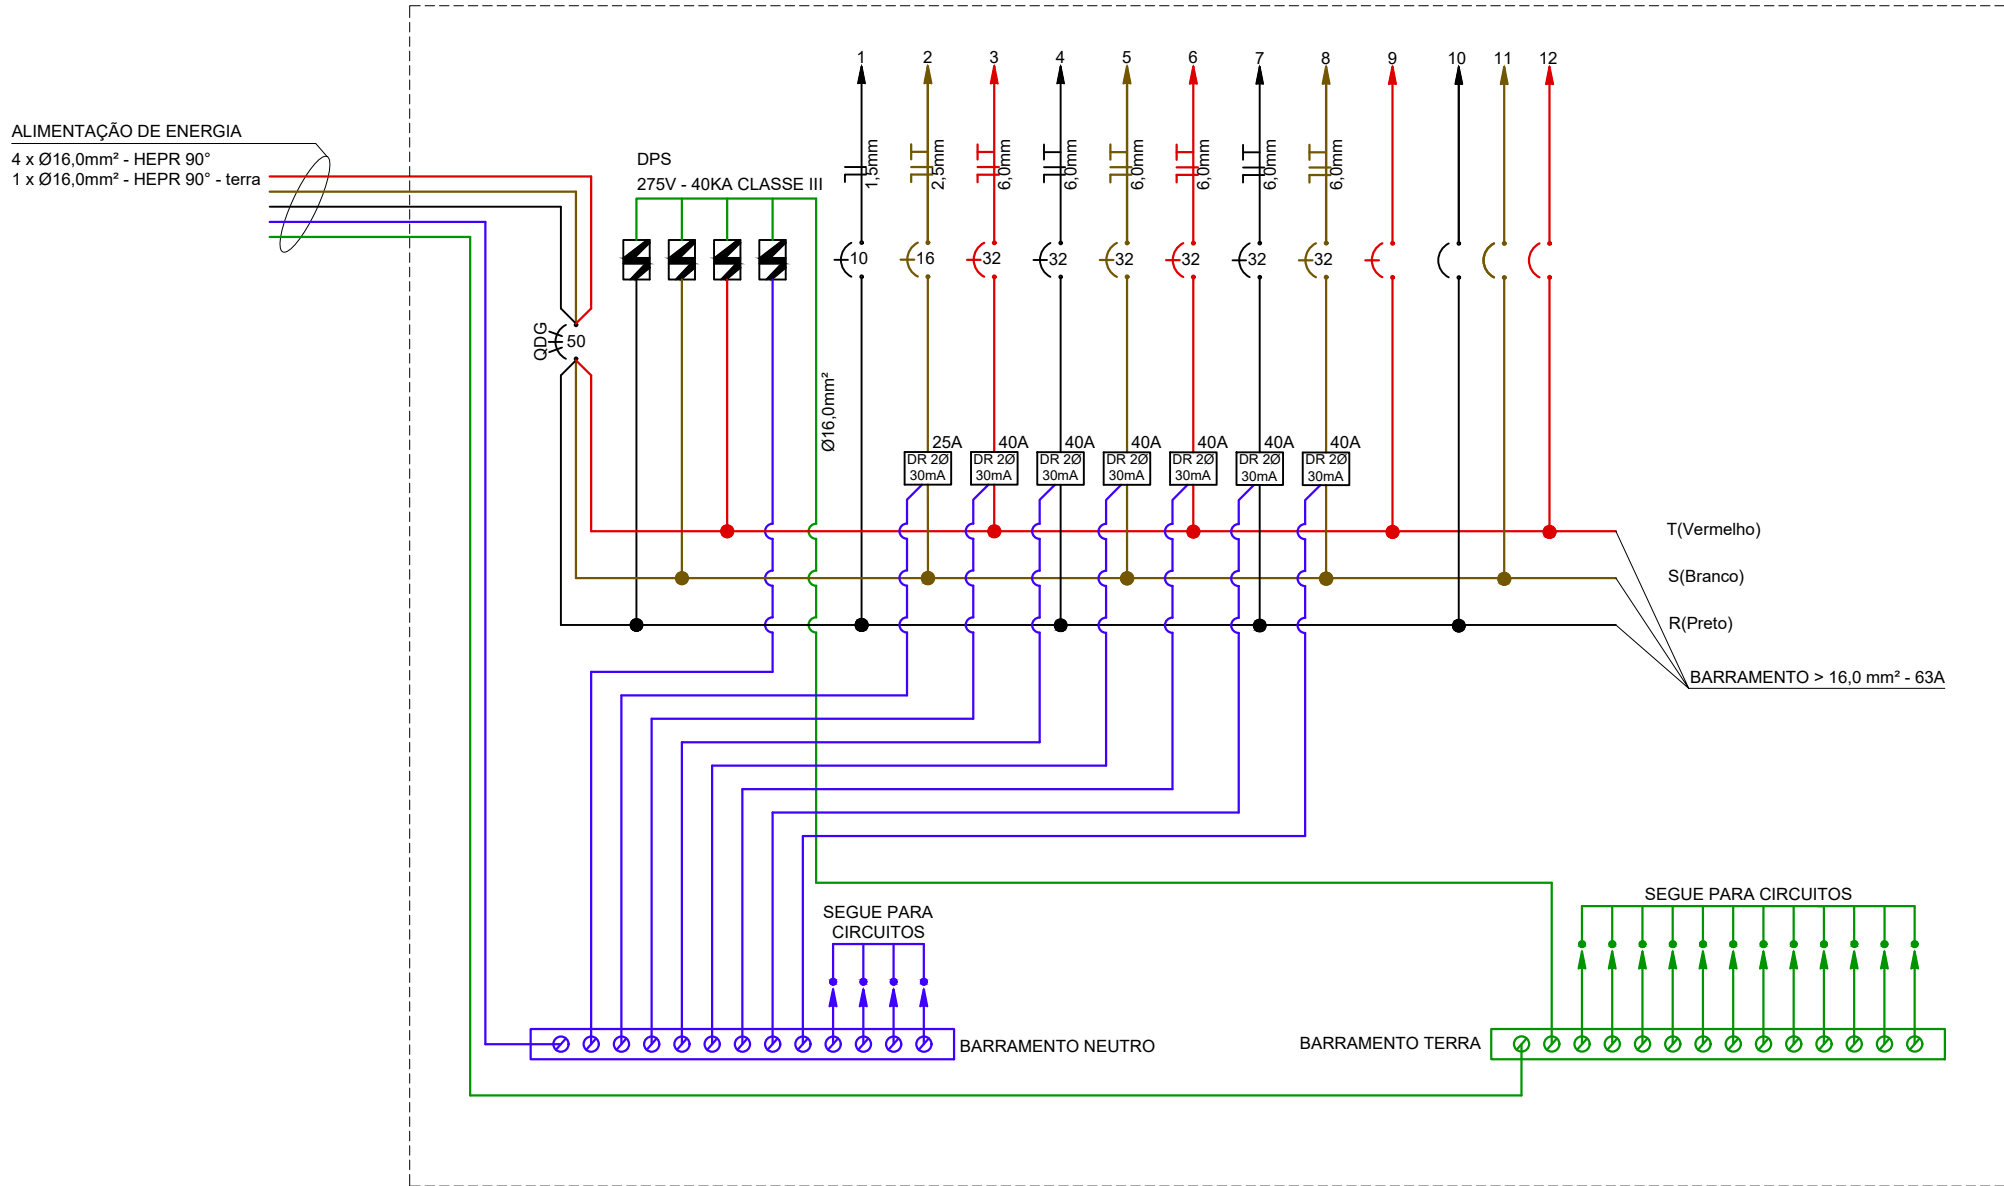 1 2 3 4 5 6 7 8 9 10 11 12
ALIMENTAÇÃO DE ENERGIA
4 x Ø16,0mm² - HEPR 90°
1 x Ø16,0mm² - HEPR 90° - terra
DPS
275V - 40KA CLASSE III
1,5mm
2,5mm
6,0mm
6,0mm
6,0mm
6,0mm
6,0mm
6,0mm
10 16 32 32 32 32 32 32
QDG
50
Ø16,0mm²
25A 40A 40A 40A 40A 40A 40A
DR 2Ø DR 2Ø DR 2Ø DR 2Ø DR 2Ø DR 2Ø DR 2Ø
30mA 30mA 30mA 30mA 30mA 30mA 30mA
T(Vermelho)
S(Branco)
R(Preto)
BARRAMENTO > 16,0 mm² - 63A
SEGUE PARA CIRCUITOS
SEGUE PARA
CIRCUITOS
BARRAMENTO NEUTRO
BARRAMENTO TERRA